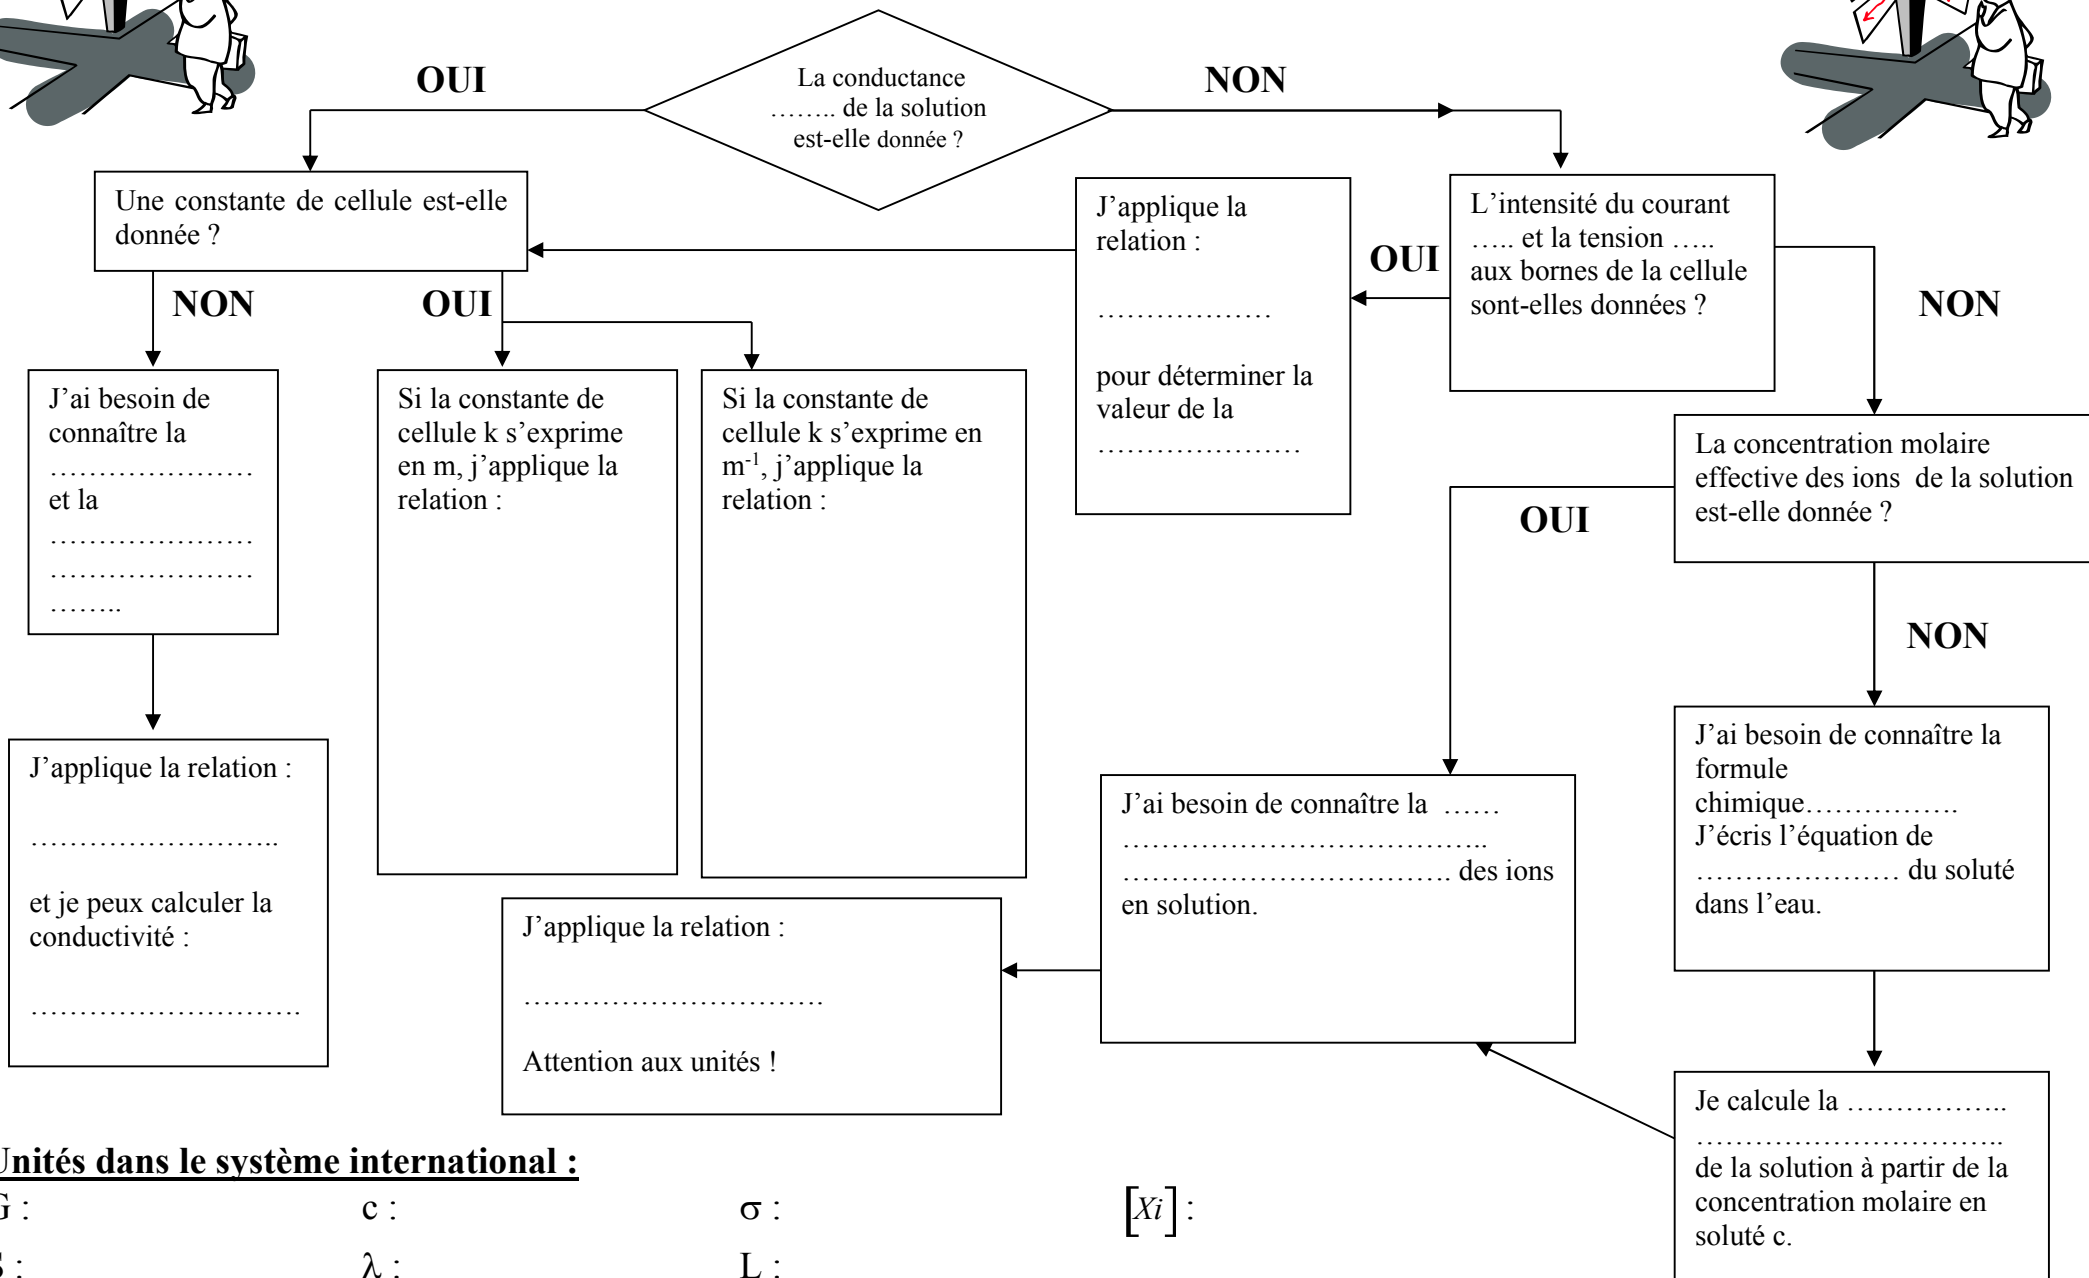 OUI
La conductance
…….. de la solution
est-elle donnée ?
NON
Une constante de cellule est-elle
donnée ?
J’applique la
relation :
………………
pour déterminer la
valeur de la
…………………
OUI
L’intensité du courant
….. et la tension …..
aux bornes de la cellule
sont-elles données ?
NON
NON
OUI
J’ai besoin de
connaître la
…………………
et la
…………………
…………………
……..
Si la constante de
cellule k s’exprime
en m, j’applique la
relation :
Si la constante de
cellule k s’exprime en
m⁻¹, j’applique la
relation :
La concentration molaire
effective des ions de la solution
est-elle donnée ?
OUI
NON
J’applique la relation :
……………………..
et je peux calculer la
conductivité :
……………………….
J’ai besoin de connaître la ……
………………………………..
……………………………. des ions
en solution.
J’ai besoin de connaître la
formule
chimique…………….
J’écris l’équation de
………………… du soluté
dans l’eau.
J’applique la relation :
………………………….
Attention aux unités !
Je calcule la ……………..
…………………………..
de la solution à partir de la
concentration molaire en
soluté c.
Unités dans le système international :
G : c : σ : [Xi] :
S : λ : L :